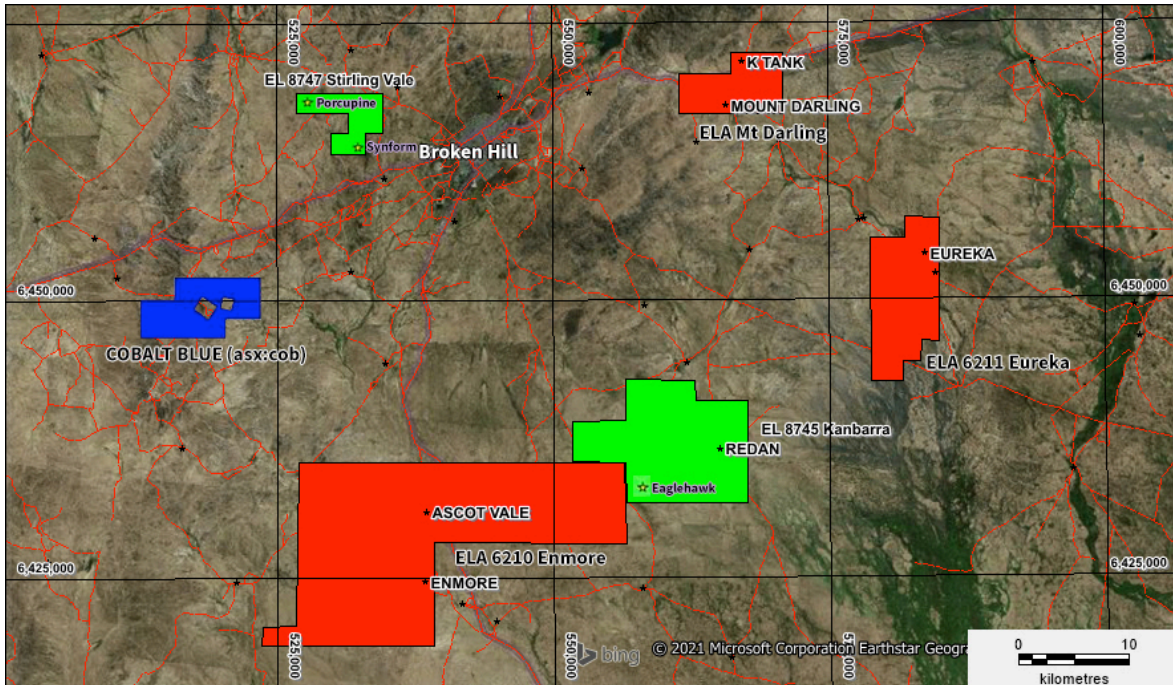 525,000
550,000
575,000
600,000
K TANK
EL 8747 Stirling Vale
Porcupine
MOUNT DARLING
ELA Mt Darling
Synform
Broken Hill
EUREKA
6,450,000
6,450,000
COBALT BLUE (asx:cob)
ELA 6211 Eureka
EL 8745 Kanbarra
REDAN
Eaglehawk
ASCOT VALE
ELA 6210 Enmore
6,425,000
6,425,000
ENMORE
525,000
550,000
575,000
bing
© 2021 Microsoft Corporation Earthstar Geogra
0 10
kilometres